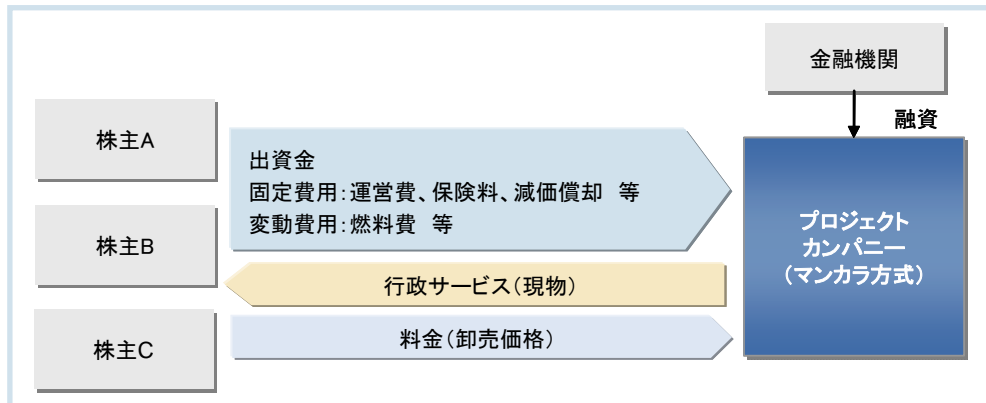 金融機関
融資
株主A
株主B
株主C
出資金
固定費用：運営費、保険料、減価償却　等
変動費用：燃料費　等
行政サービス（現物）
料金（卸売価格）
プロジェクト
カンパニー
（マンカラ方式）